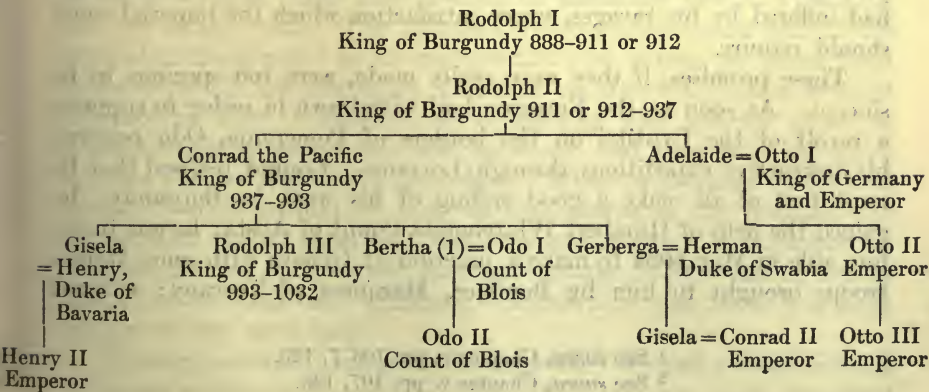 Rodolph I
King of Burgundy 888–911 or 912
Rodolph II
King of Burgundy 911 or 912–937
Conrad the Pacific
King of Burgundy
937–993
Adelaide = Otto I
King of Germany
and Emperor
Gisela
= Henry,
Duke of
Bavaria
Rodolph III
King of Burgundy
993–1032
Bertha (1) = Odo I
Count of
Blois
Gerberga = Herman
Duke of Swabia
Otto II
Emperor
Henry II
Emperor
Odo II
Count of Blois
Gisela = Conrad II
Emperor
Otto III
Emperor